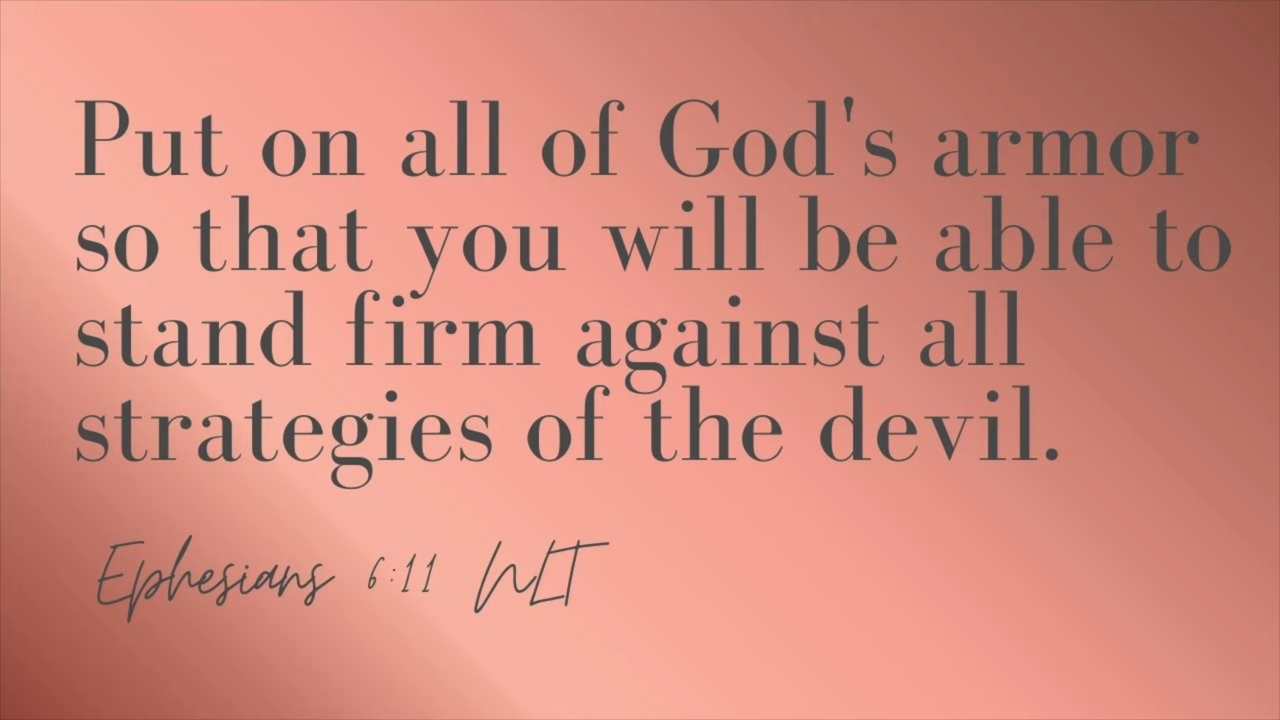 Put on all of God's armor
so that you will be able to
stand firm against all
strategies of the devil.
Ephesians 6:11 NLT